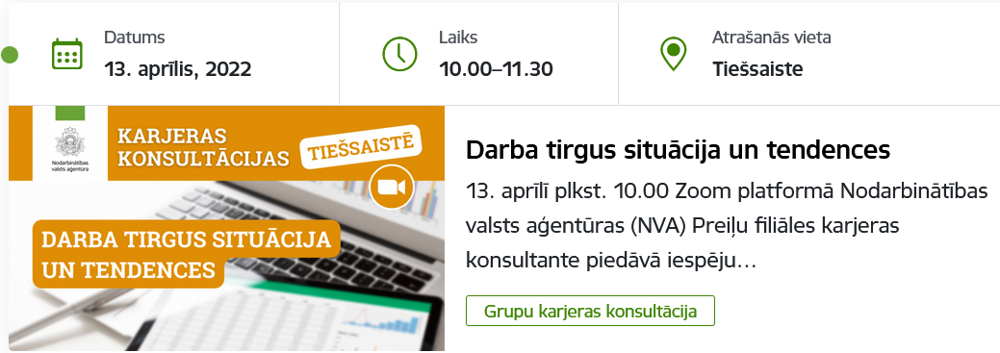 Datums
13. aprīlis, 2022
Laiks
10.00–11.30
Atrašanās vieta
Tiešsaiste
Nodarbinātības
valsts aģentūra
KARJERAS
KONSULTĀCIJAS
TIEŠSAISTĒ
DARBA TIRGUS SITUĀCIJA
UN TENDENCES
Darba tirgus situācija un tendences
13. aprīlī plkst. 10.00 Zoom platformā Nodarbinātības
valsts aģentūras (NVA) Preiļu filiāles karjeras
konsultante piedāvā iespēju…
Grupu karjeras konsultācija